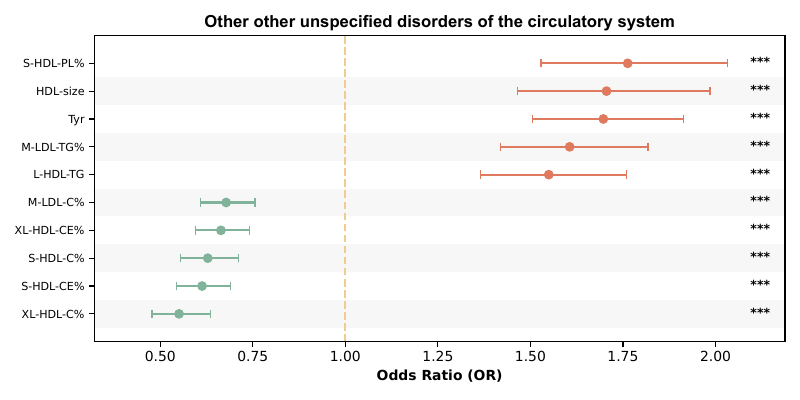 Other other unspecified disorders of the circulatory system
S-HDL-PL% ***
HDL-size ***
Tyr ***
M-LDL-TG% ***
L-HDL-TG ***
M-LDL-C% ***
XL-HDL-CE% ***
S-HDL-C% ***
S-HDL-CE% ***
XL-HDL-C% ***
0.50 0.75 1.00 1.25 1.50 1.75 2.00
Odds Ratio (OR)